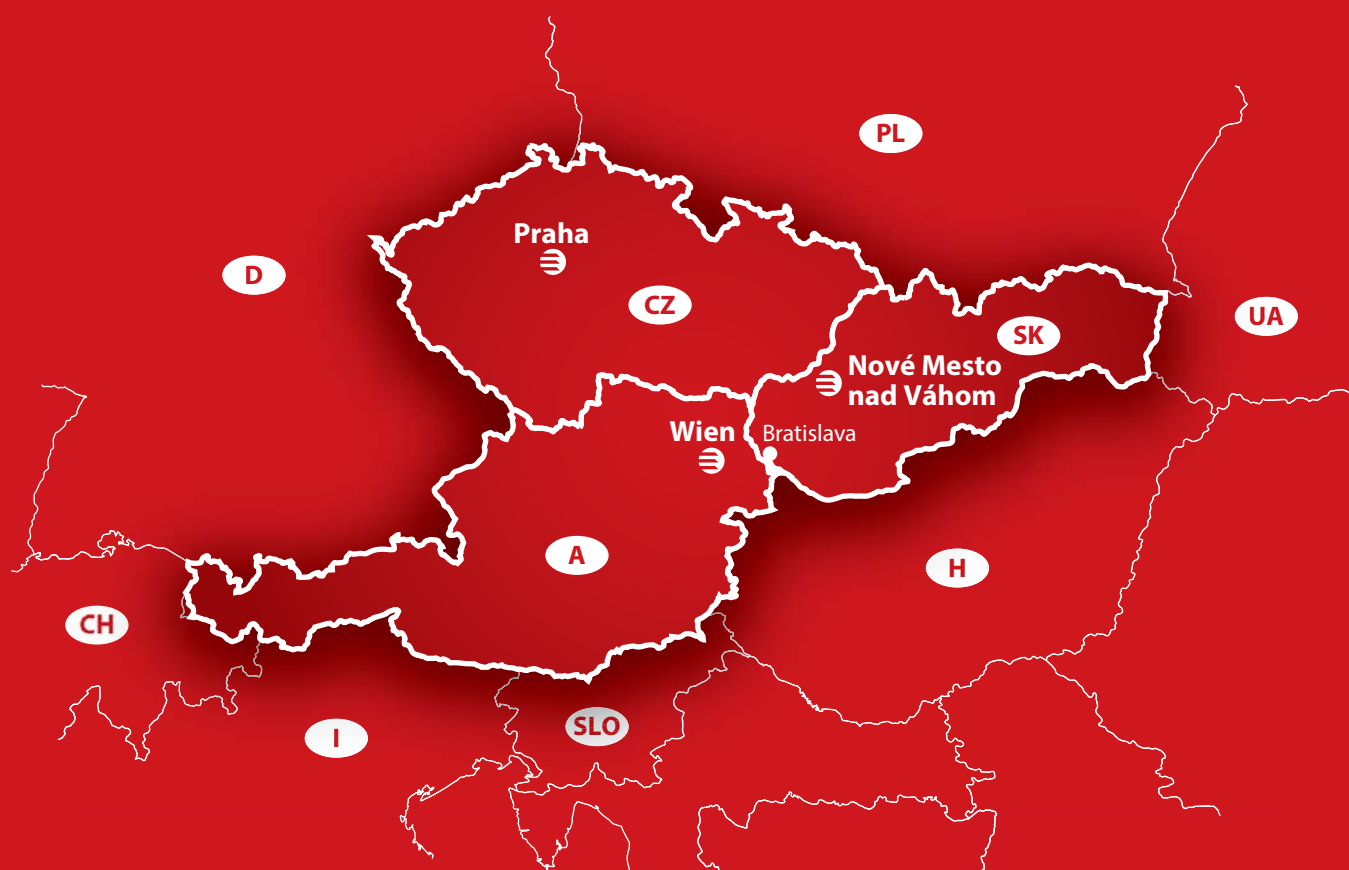 PL
Praha
D
CZ
UA
SK
Nové Mesto
nad Váhom
Wien
Bratislava
A
H
CH
SLO
I